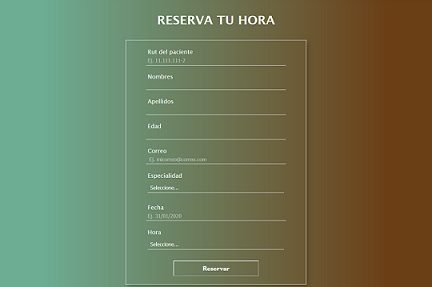 RESERVA TU HORA
Rut del paciente
Ej. 11.111.111-2
Nombres
Apellidos
Edad
Correo
Ej. micorreo@correo.com
Especialidad
Seleccione...
Fecha
Ej. 31/01/2020
Hora
Seleccione...
Reservar